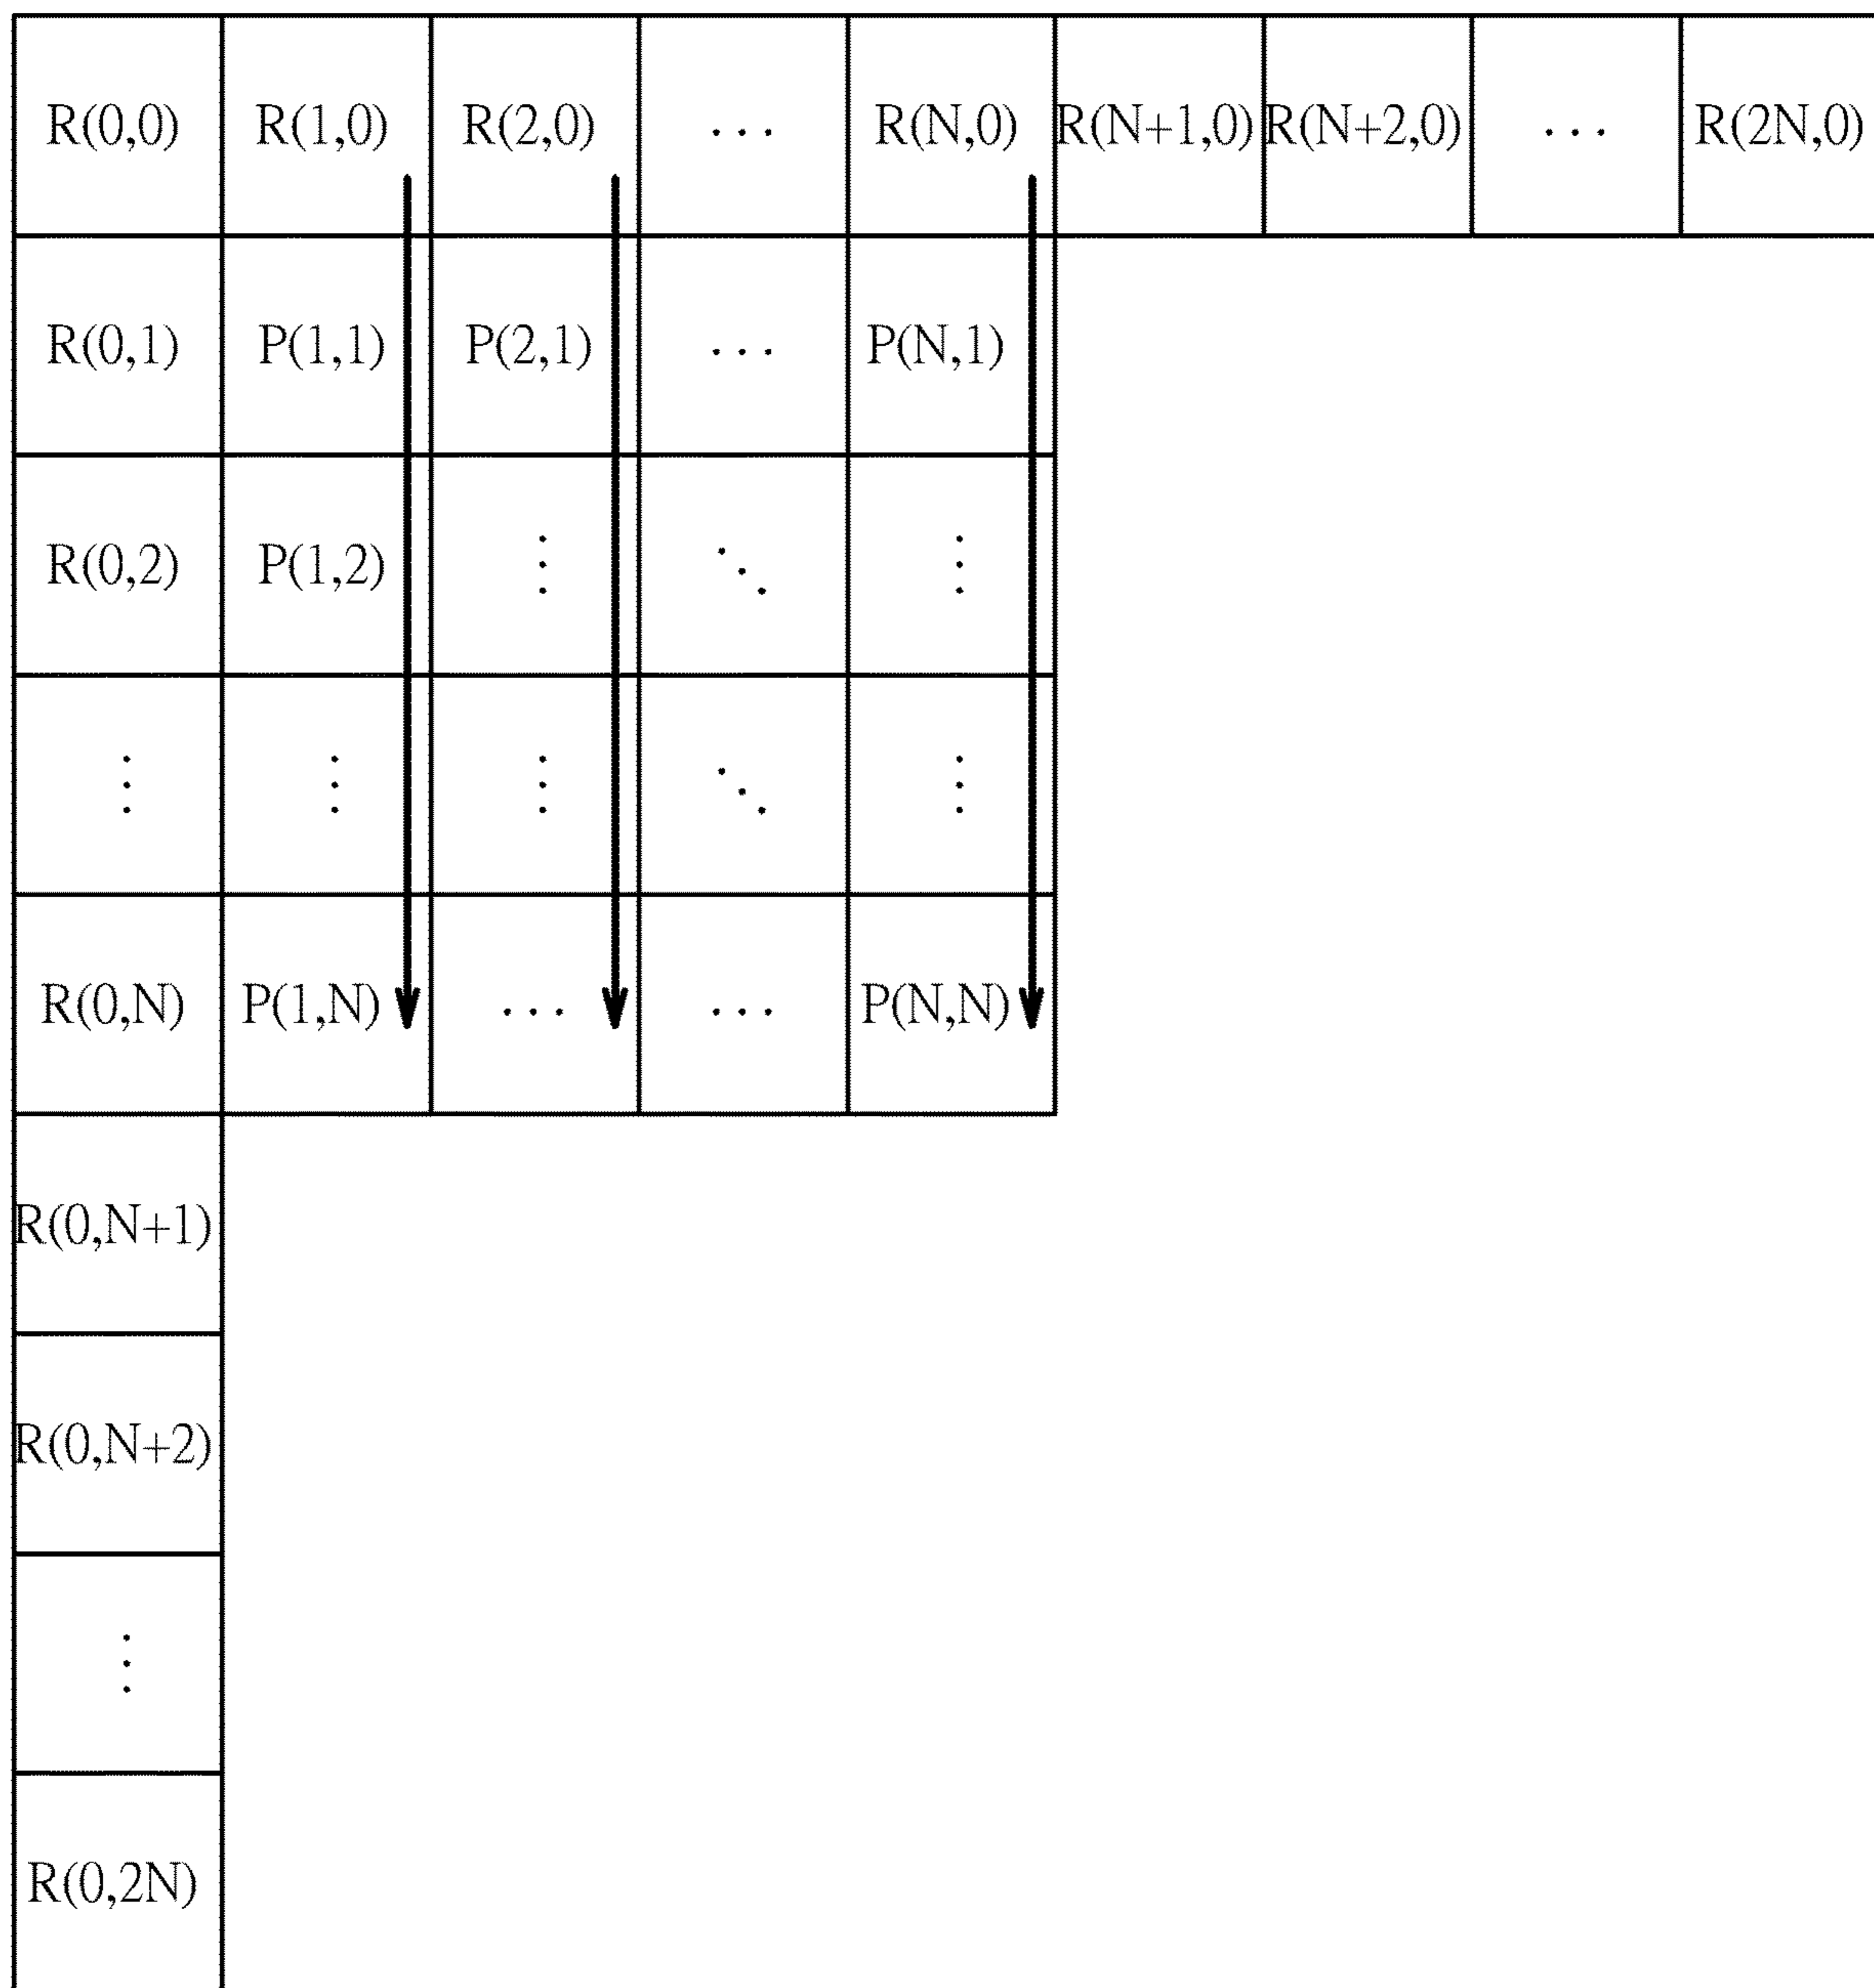 R(0,0) R(1,0) R(2,0) ... R(N,0) R(N+1,0) R(N+2,0) ... R(2N,0)
R(0,1) P(1,1) P(2,1) ... P(N,1)
R(0,2) P(1,2) ⋮ ⋱ ⋮
⋮ ⋮ ⋮ ⋱ ⋮
R(0,N) P(1,N) ... ... P(N,N)
R(0,N+1)
R(0,N+2)
⋮
R(0,2N)